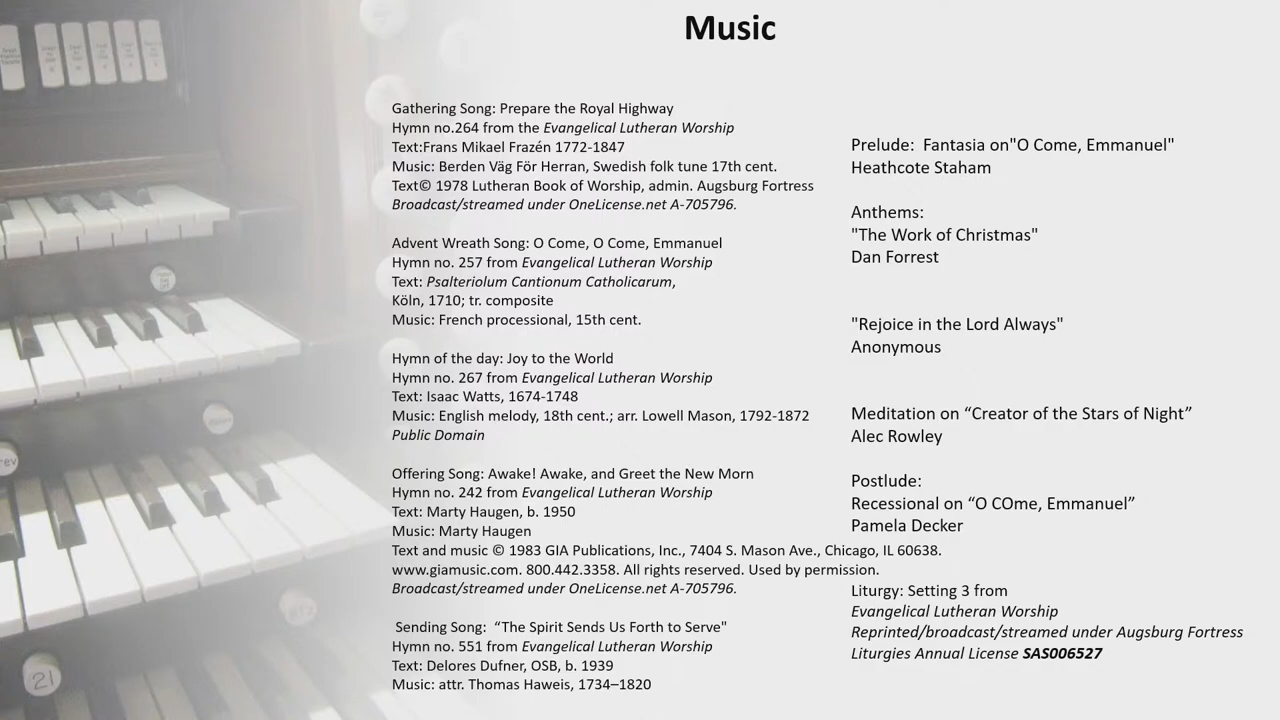 Music
Gathering Song: Prepare the Royal Highway
Hymn no.264 from the Evangelical Lutheran Worship
Text:Frans Mikael Frazén 1772-1847
Music: Berden Väg För Herran, Swedish folk tune 17th cent.
Text© 1978 Lutheran Book of Worship, admin. Augsburg Fortress
Broadcast/streamed under OneLicense.net A-705796.
Advent Wreath Song: O Come, O Come, Emmanuel
Hymn no. 257 from Evangelical Lutheran Worship
Text: Psalteriolum Cantionum Catholicarum,
Köln, 1710; tr. composite
Music: French processional, 15th cent.
Hymn of the day: Joy to the World
Hymn no. 267 from Evangelical Lutheran Worship
Text: Isaac Watts, 1674-1748
Music: English melody, 18th cent.; arr. Lowell Mason, 1792-1872
Public Domain
Offering Song: Awake! Awake, and Greet the New Morn
Hymn no. 242 from Evangelical Lutheran Worship
Text: Marty Haugen, b. 1950
Music: Marty Haugen
Text and music © 1983 GIA Publications, Inc., 7404 S. Mason Ave., Chicago, IL 60638.
www.giamusic.com. 800.442.3358. All rights reserved. Used by permission.
Broadcast/streamed under OneLicense.net A-705796.
Sending Song: “The Spirit Sends Us Forth to Serve"
Hymn no. 551 from Evangelical Lutheran Worship
Text: Delores Dufner, OSB, b. 1939
Music: attr. Thomas Haweis, 1734–1820
Prelude: Fantasia on"O Come, Emmanuel"
Heathcote Staham
Anthems:
"The Work of Christmas"
Dan Forrest
"Rejoice in the Lord Always"
Anonymous
Meditation on “Creator of the Stars of Night”
Alec Rowley
Postlude:
Recessional on “O COme, Emmanuel”
Pamela Decker
Liturgy: Setting 3 from
Evangelical Lutheran Worship
Reprinted/broadcast/streamed under Augsburg Fortress
Liturgies Annual License SAS006527
21